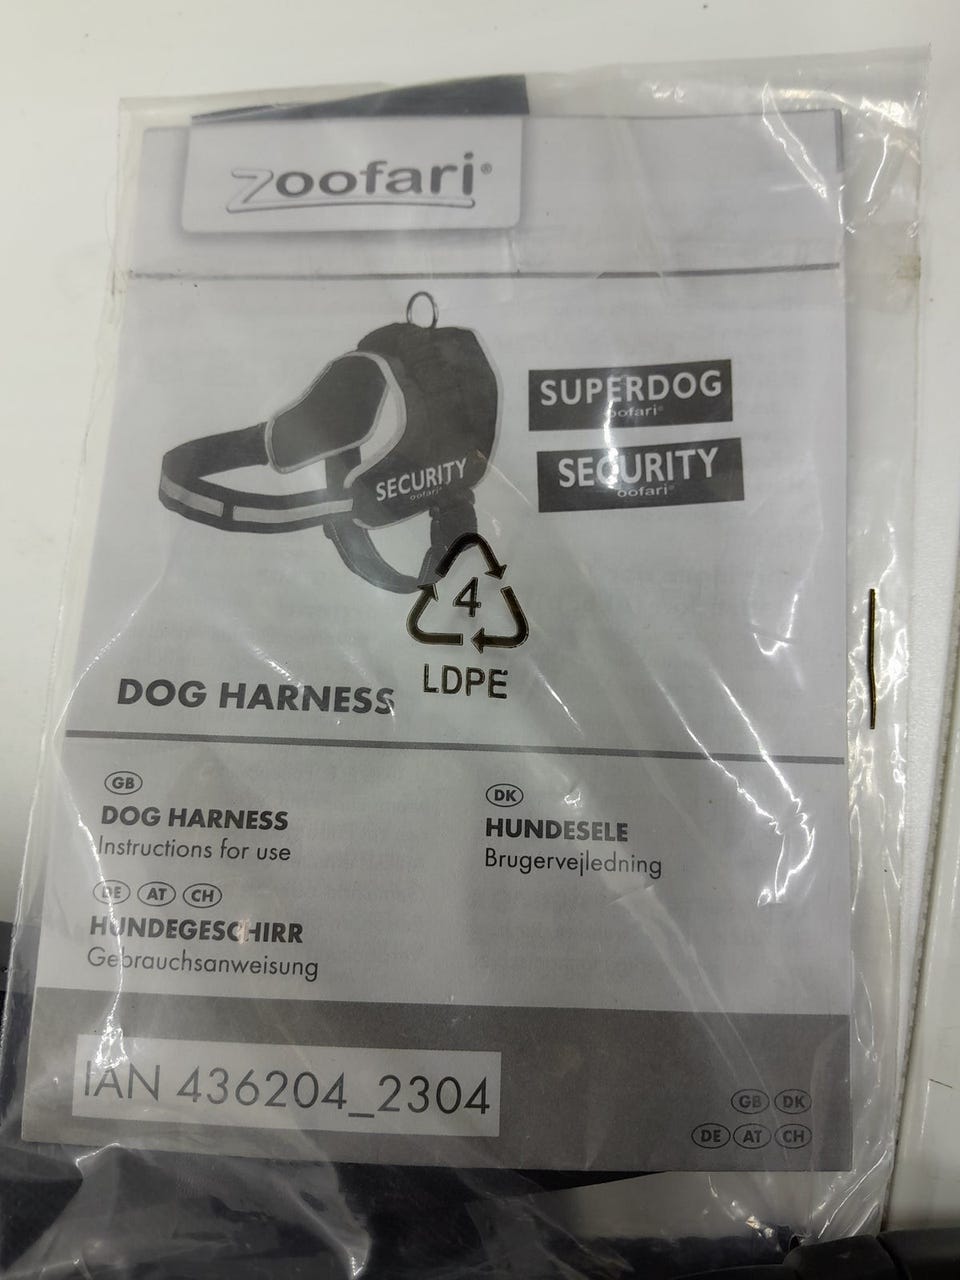 zoofari®
SUPERDOG
oofari®
SECURITY
oofari®
SECURITY
oofari®
4
LDPE
DOG HARNESS
GB
DOG HARNESS
Instructions for use
DE AT CH
HUNDEGESCHIRR
Gebrauchsanweisung
DK
HUNDESELE
Brugervejledning
IAN 436204_2304
GB DK
DE AT CH